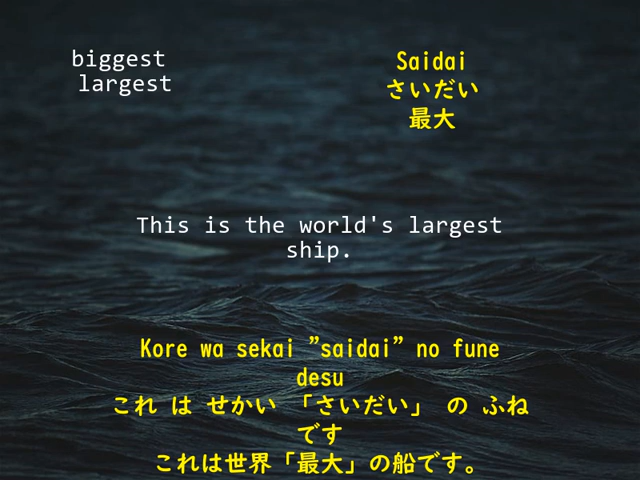 biggest
largest
Saidai
さいだい
最大
This is the world's largest
ship.
Kore wa sekai ”saidai” no fune
desu
これ は せかい 「さいだい」 の ふね
です
これは世界「最大」の船です。